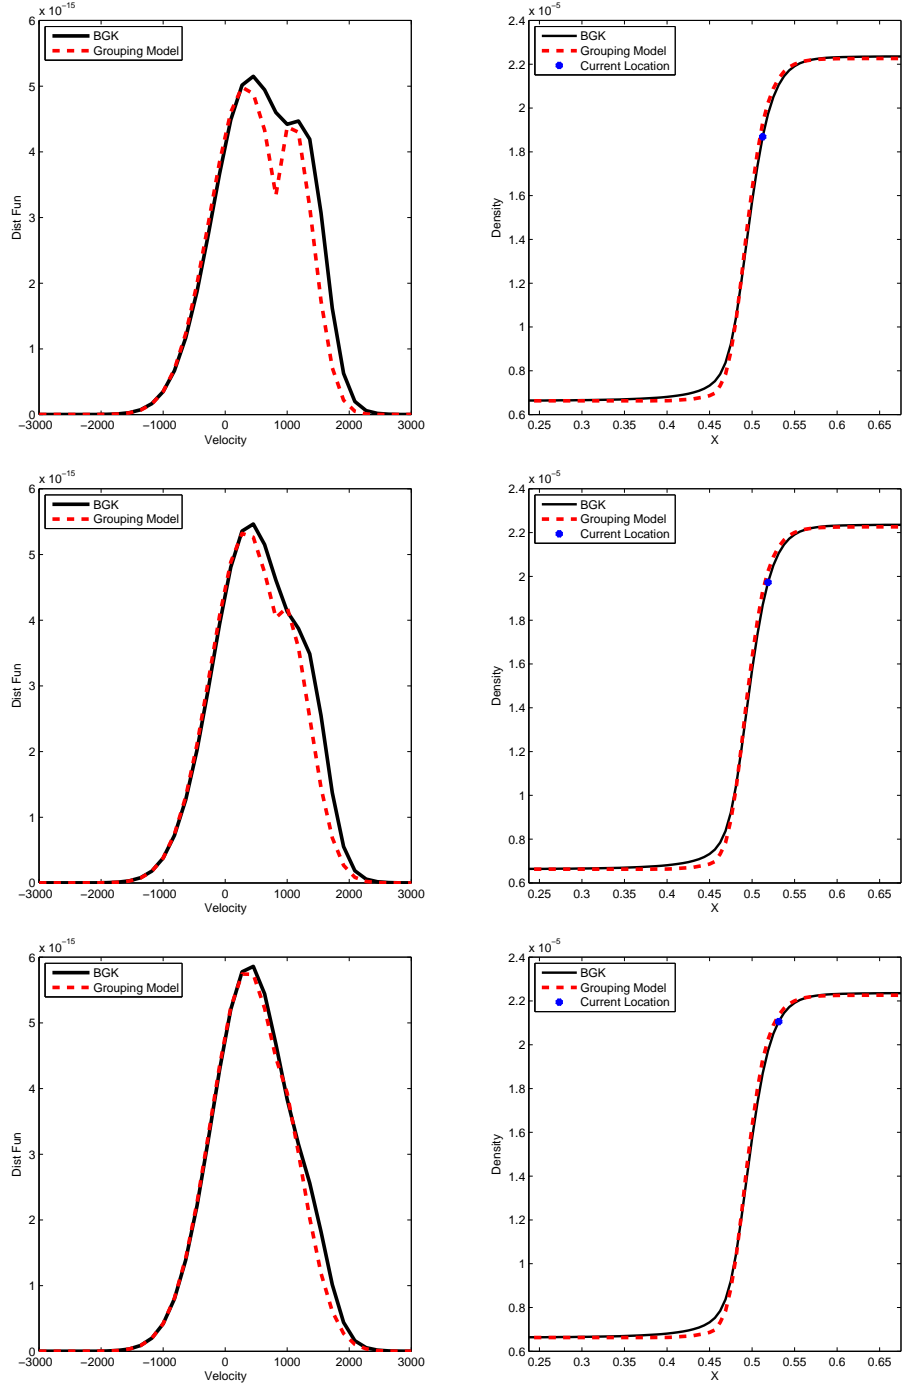 x 10⁻¹⁵
BGK
Grouping Model
6
5
4
3
2
1
0
Dist Fun
−3000 −2000 −1000 0 1000 2000 3000
Velocity
x 10⁻⁵
BGK
Grouping Model
Current Location
2.4
2.2
2
1.8
1.6
1.4
1.2
1
0.8
0.6
Density
0.25 0.3 0.35 0.4 0.45 0.5 0.55 0.6 0.65
X
x 10⁻¹⁵
BGK
Grouping Model
6
5
4
3
2
1
0
Dist Fun
−3000 −2000 −1000 0 1000 2000 3000
Velocity
x 10⁻⁵
BGK
Grouping Model
Current Location
2.4
2.2
2
1.8
1.6
1.4
1.2
1
0.8
0.6
Density
0.25 0.3 0.35 0.4 0.45 0.5 0.55 0.6 0.65
X
x 10⁻¹⁵
BGK
Grouping Model
6
5
4
3
2
1
0
Dist Fun
−3000 −2000 −1000 0 1000 2000 3000
Velocity
x 10⁻⁵
BGK
Grouping Model
Current Location
2.4
2.2
2
1.8
1.6
1.4
1.2
1
0.8
0.6
Density
0.25 0.3 0.35 0.4 0.45 0.5 0.55 0.6 0.65
X